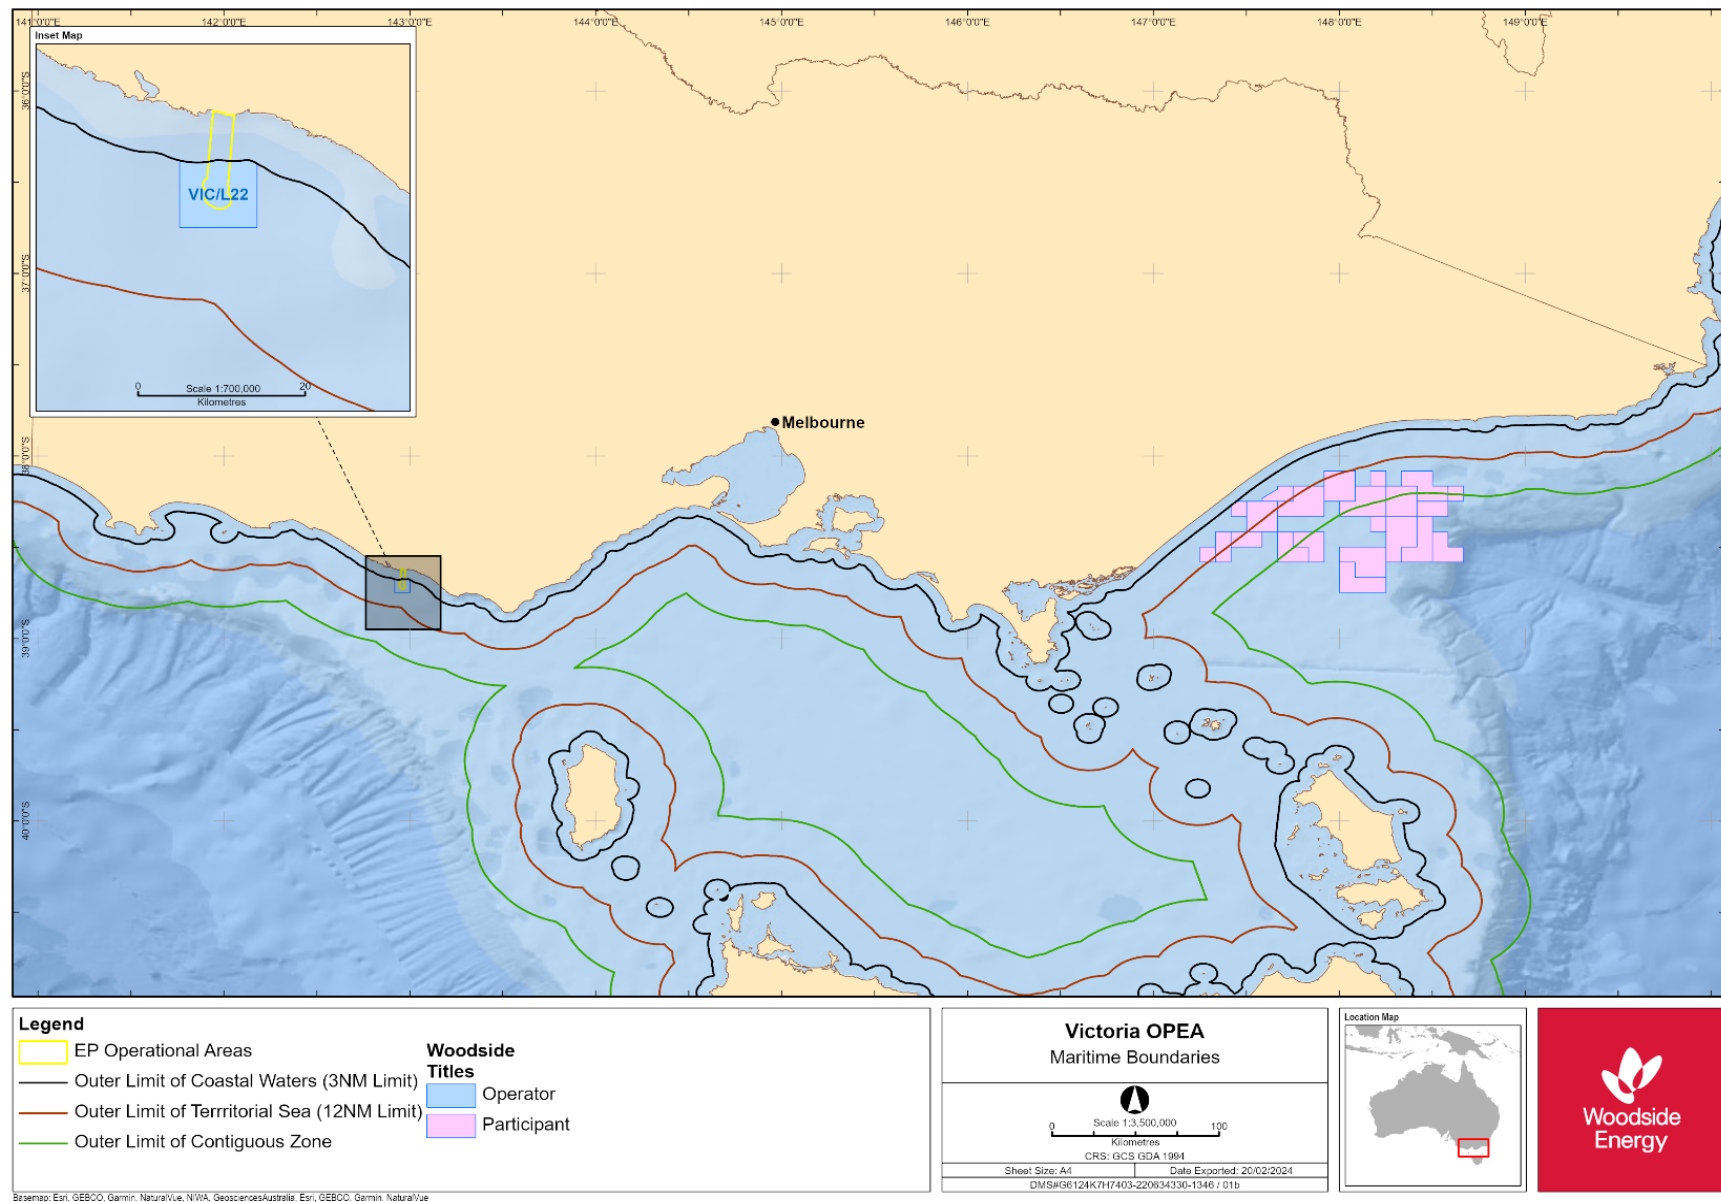 141°0'0"E 142°0'0"E 143°0'0"E 144°0'0"E 145°0'0"E 146°0'0"E 147°0'0"E 148°0'0"E 149°0'0"E
Inset Map
36°0'0"S
VIC/L22
37°0'0"S
0 Scale 1:700,000 20
Kilometres
Melbourne
38°0'0"S
39°0'0"S
40°0'0"S
Legend
EP Operational Areas
Outer Limit of Coastal Waters (3NM Limit)
Outer Limit of Terrritorial Sea (12NM Limit)
Outer Limit of Contiguous Zone
Woodside
Titles
Operator
Participant
Victoria OPEA
Maritime Boundaries
0 Scale 1:3,500,000 100
Kilometres
CRS: GCS GDA 1994
Sheet Size: A4 Date Exported: 20/02/2024
DMS#G6124K7H7403-220634330-1346 / 01b
Location Map
Woodside
Energy
Basemap: Esri, GEBCO, Garmin, NaturalVue, NIWA, GeosciencesAustralia, Esri, GEBCO, Garmin, NaturalVue